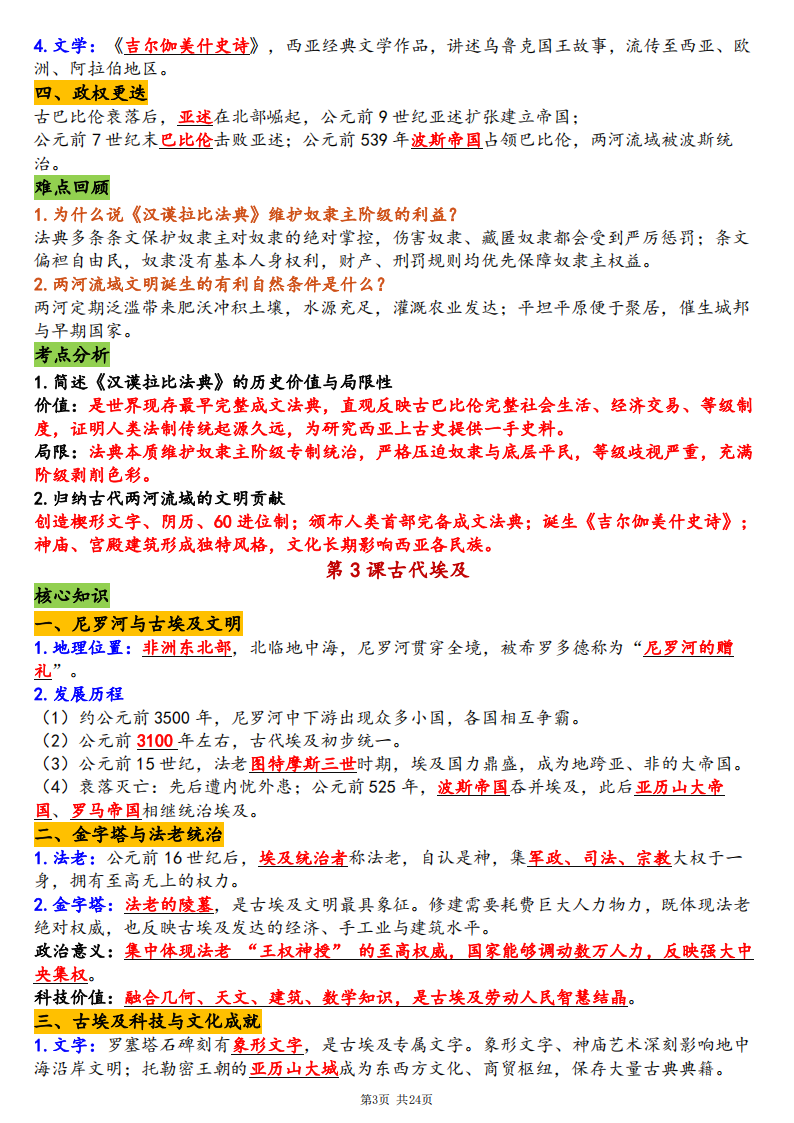 4.文学：《吉尔伽美什史诗》，西亚经典文学作品，讲述乌鲁克国王故事，流传至西亚、欧
洲、阿拉伯地区。
四、政权更迭
古巴比伦衰落后，亚述在北部崛起，公元前 9 世纪亚述扩张建立帝国；
公元前 7 世纪末巴比伦击败亚述；公元前 539 年波斯帝国占领巴比伦，两河流域被波斯统
治。
难点回顾
1.为什么说《汉谟拉比法典》维护奴隶主阶级的利益？
法典多条条文保护奴隶主对奴隶的绝对掌控，伤害奴隶、藏匿奴隶都会受到严厉惩罚；条文
偏袒自由民，奴隶没有基本人身权利，财产、刑罚规则均优先保障奴隶主权益。
2.两河流域文明诞生的有利自然条件是什么？
两河定期泛滥带来肥沃冲积土壤，水源充足，灌溉农业发达；平坦平原便于聚居，催生城邦
与早期国家。
考点分析
1.简述《汉谟拉比法典》的历史价值与局限性
价值：是世界现存最早完整成文法典，直观反映古巴比伦完整社会生活、经济交易、等级制
度，证明人类法制传统起源久远，为研究西亚上古史提供一手史料。
局限：法典本质维护奴隶主阶级专制统治，严格压迫奴隶与底层平民，等级歧视严重，充满
阶级剥削色彩。
2.归纳古代两河流域的文明贡献
创造楔形文字、阴历、60 进位制；颁布人类首部完备成文法典；诞生《吉尔伽美什史诗》；
神庙、宫殿建筑形成独特风格，文化长期影响西亚各民族。
第 3 课古代埃及
核心知识
一、尼罗河与古埃及文明
1.地理位置：非洲东北部，北临地中海，尼罗河贯穿全境，被希罗多德称为“尼罗河的赠
礼”。
2.发展历程
（1）约公元前 3500 年，尼罗河中下游出现众多小国，各国相互争霸。
（2）公元前 3100 年左右，古代埃及初步统一。
（3）公元前 15 世纪，法老图特摩斯三世时期，埃及国力鼎盛，成为地跨亚、非的大帝国。
（4）衰落灭亡：先后遭内忧外患；公元前 525 年，波斯帝国吞并埃及，此后亚历山大帝
国、罗马帝国相继统治埃及。
二、金字塔与法老统治
1.法老：公元前 16 世纪后，埃及统治者称法老，自认是神，集军政、司法、宗教大权于一
身，拥有至高无上的权力。
2.金字塔：法老的陵墓，是古埃及文明最具象征。修建需要耗费巨大人力物力，既体现法老
绝对权威，也反映古埃及发达的经济、手工业与建筑水平。
政治意义：集中体现法老 “王权神授” 的至高权威，国家能够调动数万人力，反映强大中
央集权。
科技价值：融合几何、天文、建筑、数学知识，是古埃及劳动人民智慧结晶。
三、古埃及科技与文化成就
1.文字：罗塞塔石碑刻有象形文字，是古埃及专属文字。象形文字、神庙艺术深刻影响地中
海沿岸文明；托勒密王朝的亚历山大城成为东西方文化、商贸枢纽，保存大量古典典籍。
第3页 共24页